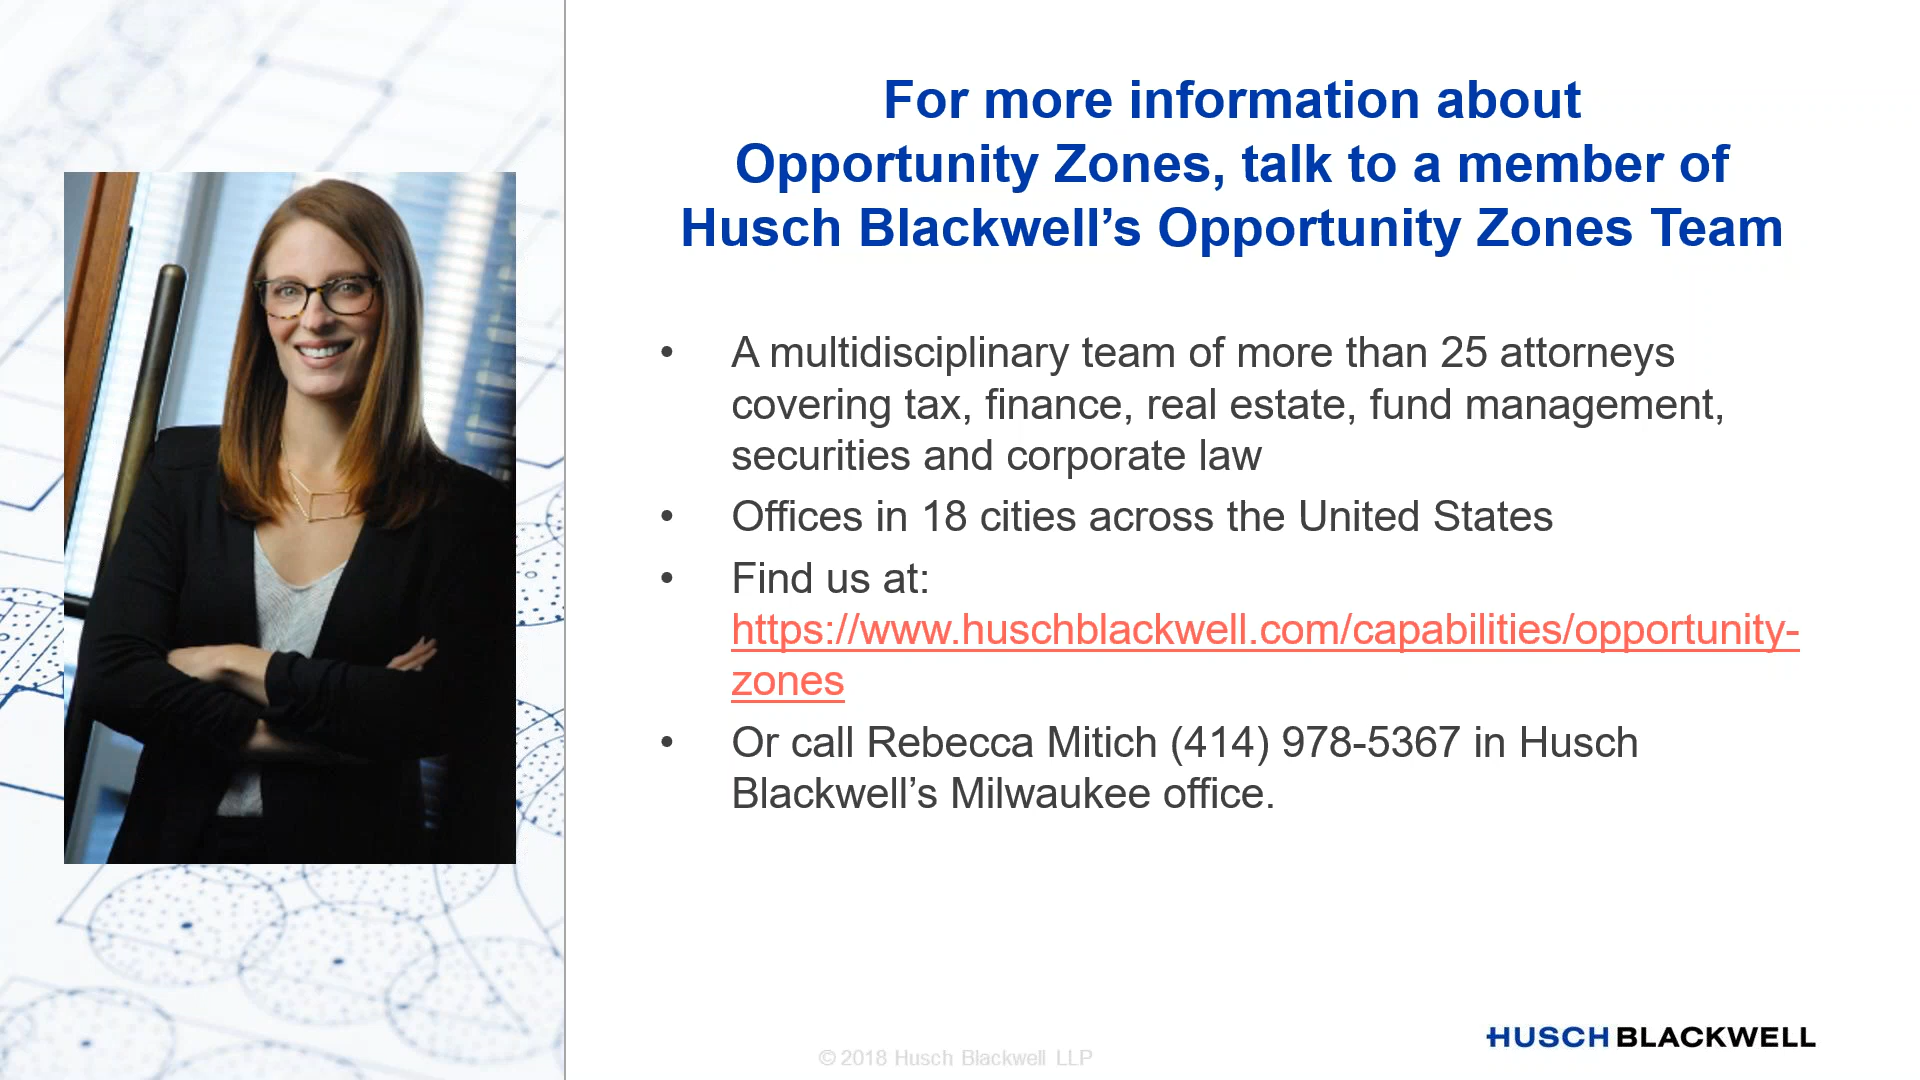 For more information about
Opportunity Zones, talk to a member of
Husch Blackwell’s Opportunity Zones Team
• A multidisciplinary team of more than 25 attorneys
covering tax, finance, real estate, fund management,
securities and corporate law
• Offices in 18 cities across the United States
• Find us at:
https://www.huschblackwell.com/capabilities/opportunity-
zones
• Or call Rebecca Mitich (414) 978-5367 in Husch
Blackwell’s Milwaukee office.
HUSCH BLACKWELL
© 2018 Husch Blackwell LLP